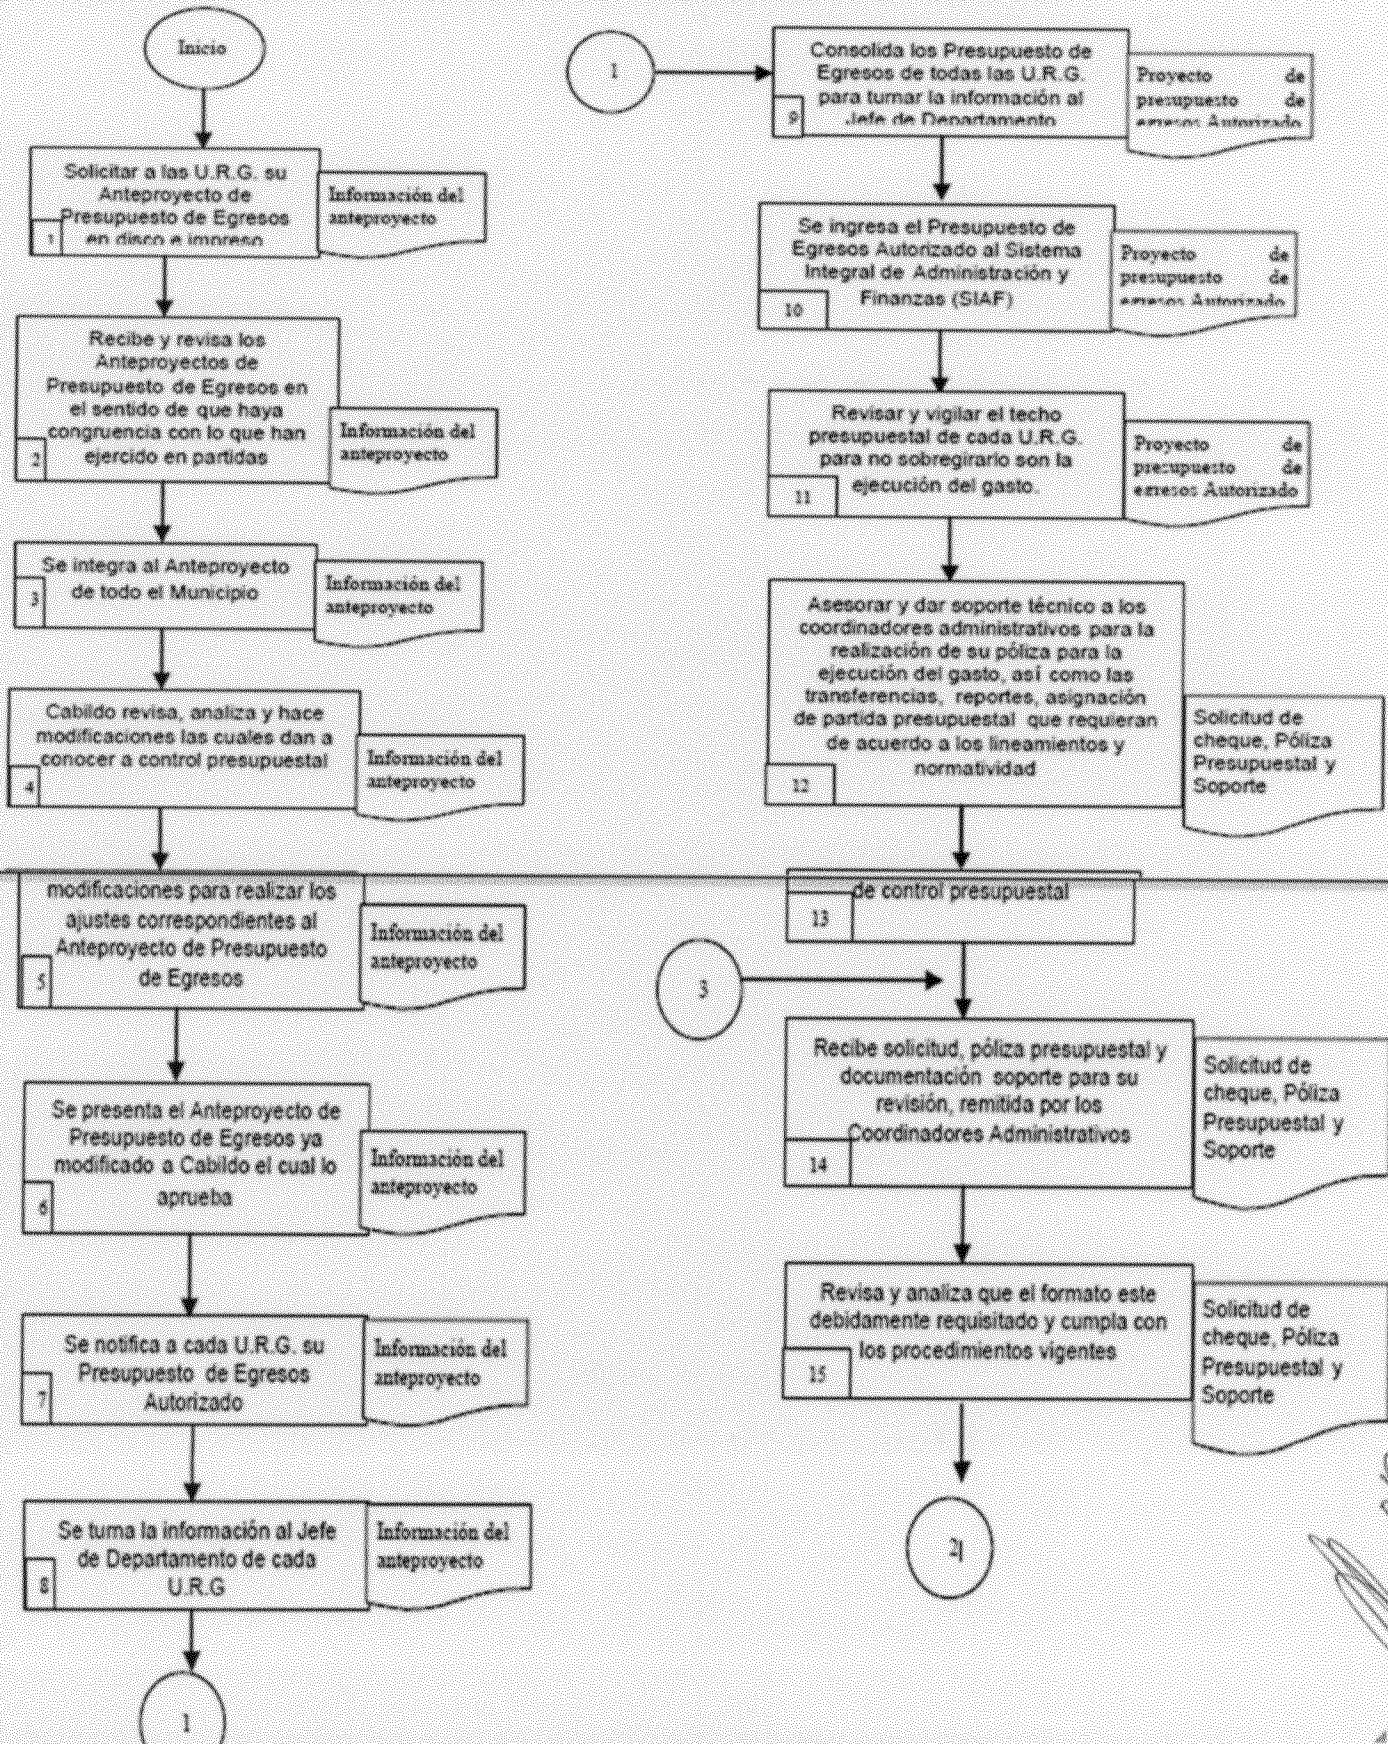 Inicio
Solicitar a las U.R.G. su
Anteproyecto de
Presupuesto de Egresos
en disco e impreso
1
Información del
anteproyecto
Recibe y revisa los
Anteproyectos de
Presupuesto de Egresos en
el sentido de que haya
congruencia con lo que han
ejercido en partidas
2
Información del
anteproyecto
Se integra al Anteproyecto
de todo el Municipio
3
Información del
anteproyecto
Cabildo revisa, analiza y hace
modificaciones las cuales dan a
conocer a control presupuestal
4
Información del
anteproyecto
modificaciones para realizar los
ajustes correspondientes al
Anteproyecto de Presupuesto
de Egresos
5
Información del
anteproyecto
Se presenta el Anteproyecto de
Presupuesto de Egresos ya
modificado a Cabildo el cual lo
aprueba
6
Información del
anteproyecto
Se notifica a cada U.R.G. su
Presupuesto de Egresos
Autorizado
7
Información del
anteproyecto
Se turna la información al Jefe
de Departamento de cada
U.R.G
8
Información del
anteproyecto
1
1
Consolida los Presupuesto de
Egresos de todas las U.R.G.
para turnar la información al
Jefe de Departamento
9
Proyecto de
presupuesto de
egresos Autorizado
Se ingresa el Presupuesto de
Egresos Autorizado al Sistema
Integral de Administración y
Finanzas (SIAF)
10
Proyecto de
presupuesto de
egresos Autorizado
Revisar y vigilar el techo
presupuestal de cada U.R.G.
para no sobregirarlo son la
ejecución del gasto.
11
Proyecto de
presupuesto de
egresos Autorizado
Asesorar y dar soporte técnico a los
coordinadores administrativos para la
realización de su póliza para la
ejecución del gasto, así como las
transferencias, reportes, asignación
de partida presupuestal que requieran
de acuerdo a los lineamientos y
normatividad
12
Solicitud de
cheque, Póliza
Presupuestal y
Soporte
de control presupuestal
13
3
Recibe solicitud, póliza presupuestal y
documentación soporte para su
revisión, remitida por los
Coordinadores Administrativos
14
Solicitud de
cheque, Póliza
Presupuestal y
Soporte
Revisa y analiza que el formato este
debidamente requisitado y cumpla con
los procedimientos vigentes
15
Solicitud de
cheque, Póliza
Presupuestal y
Soporte
2